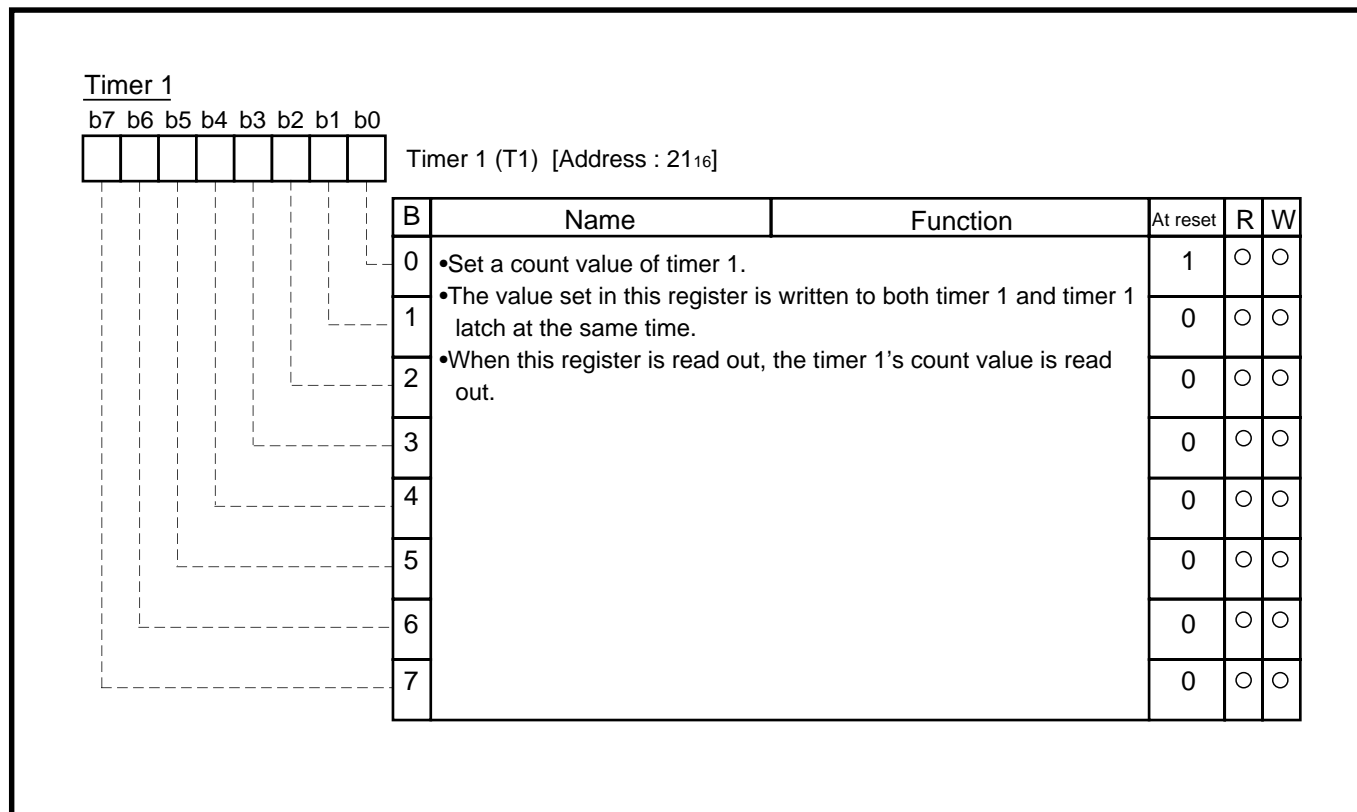 Timer 1
b7 b6 b5 b4 b3 b2 b1 b0
Timer 1 (T1) [Address : 21₁₆]
B Name Function At reset R W
0 •Set a count value of timer 1. 1 ○ ○
•The value set in this register is written to both timer 1 and timer 1
1 latch at the same time. 0 ○ ○
•When this register is read out, the timer 1’s count value is read
2 out. 0 ○ ○
3 0 ○ ○
4 0 ○ ○
5 0 ○ ○
6 0 ○ ○
7 0 ○ ○